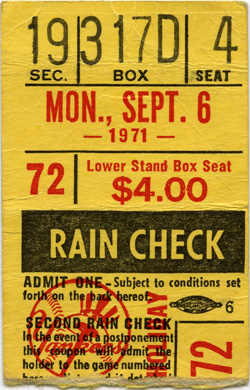 19 317D 4
SEC. BOX SEAT
MON., SEPT. 6
— 1971 —
72 Lower Stand Box Seat
$4.00
RAIN CHECK
ADMIT ONE - Subject to conditions set
forth on the back hereof.
6
SECOND RAIN CHECK
In the event of a postponement
this coupon will admit the
holder to the game numbered
Yankees
72